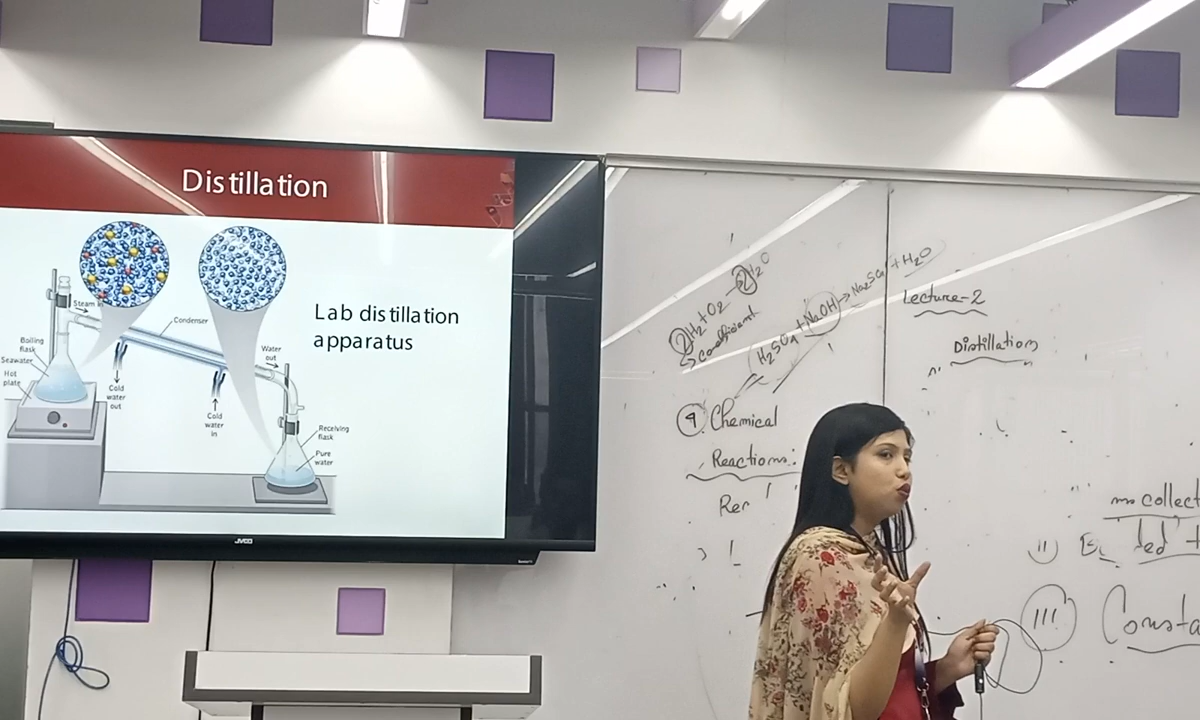 Distillation
Lab distillation
apparatus
Steam in
Condenser
Boiling
flask
Seawater
Hot
plate
Cold
water
out
Cold
water
in
Water
out
Receiving
flask
Pure
water
JVCO
2H₂+O₂→2H₂O
Coefficient
H₂SO₄+NaOH→Na₂SO₄+H₂O
4 Chemical
Reactions:
Lecture-2
Distillation
collect
II
III Consta